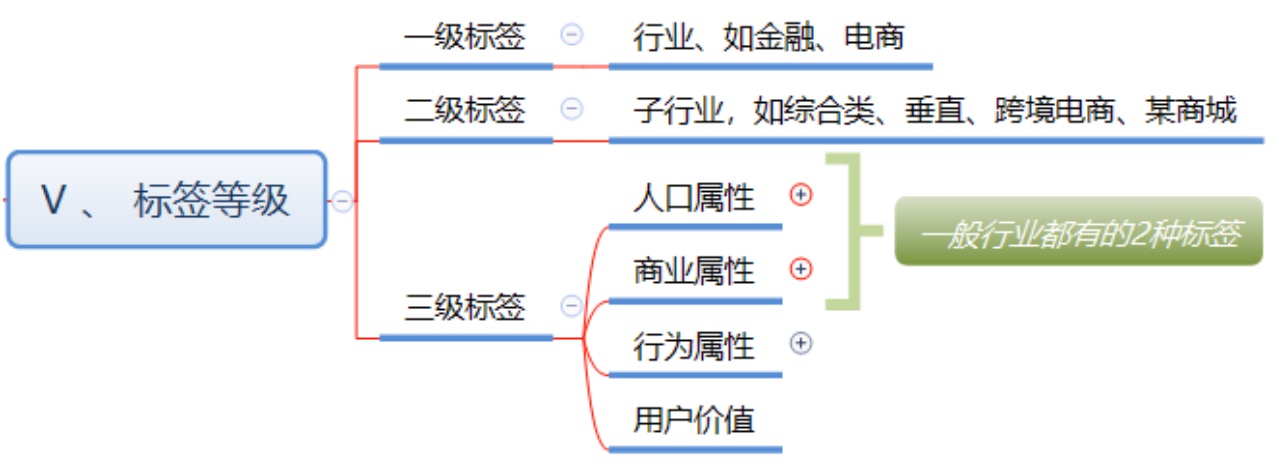 一级标签
行业、如金融、电商
二级标签
子行业，如综合类、垂直、跨境电商、某商城
V 、 标签等级
人口属性
一般行业都有的2种标签
商业属性
三级标签
行为属性
用户价值